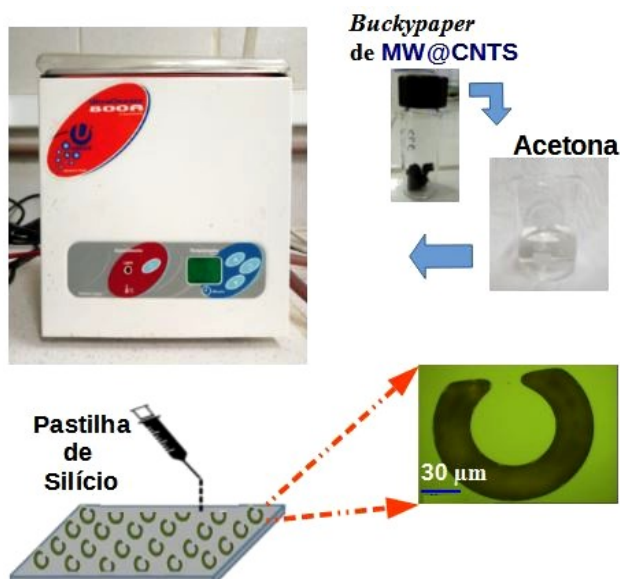 Buckypaper
de MW@CNTS
Acetona
800A
Pastilha
de
Silício
30 µm